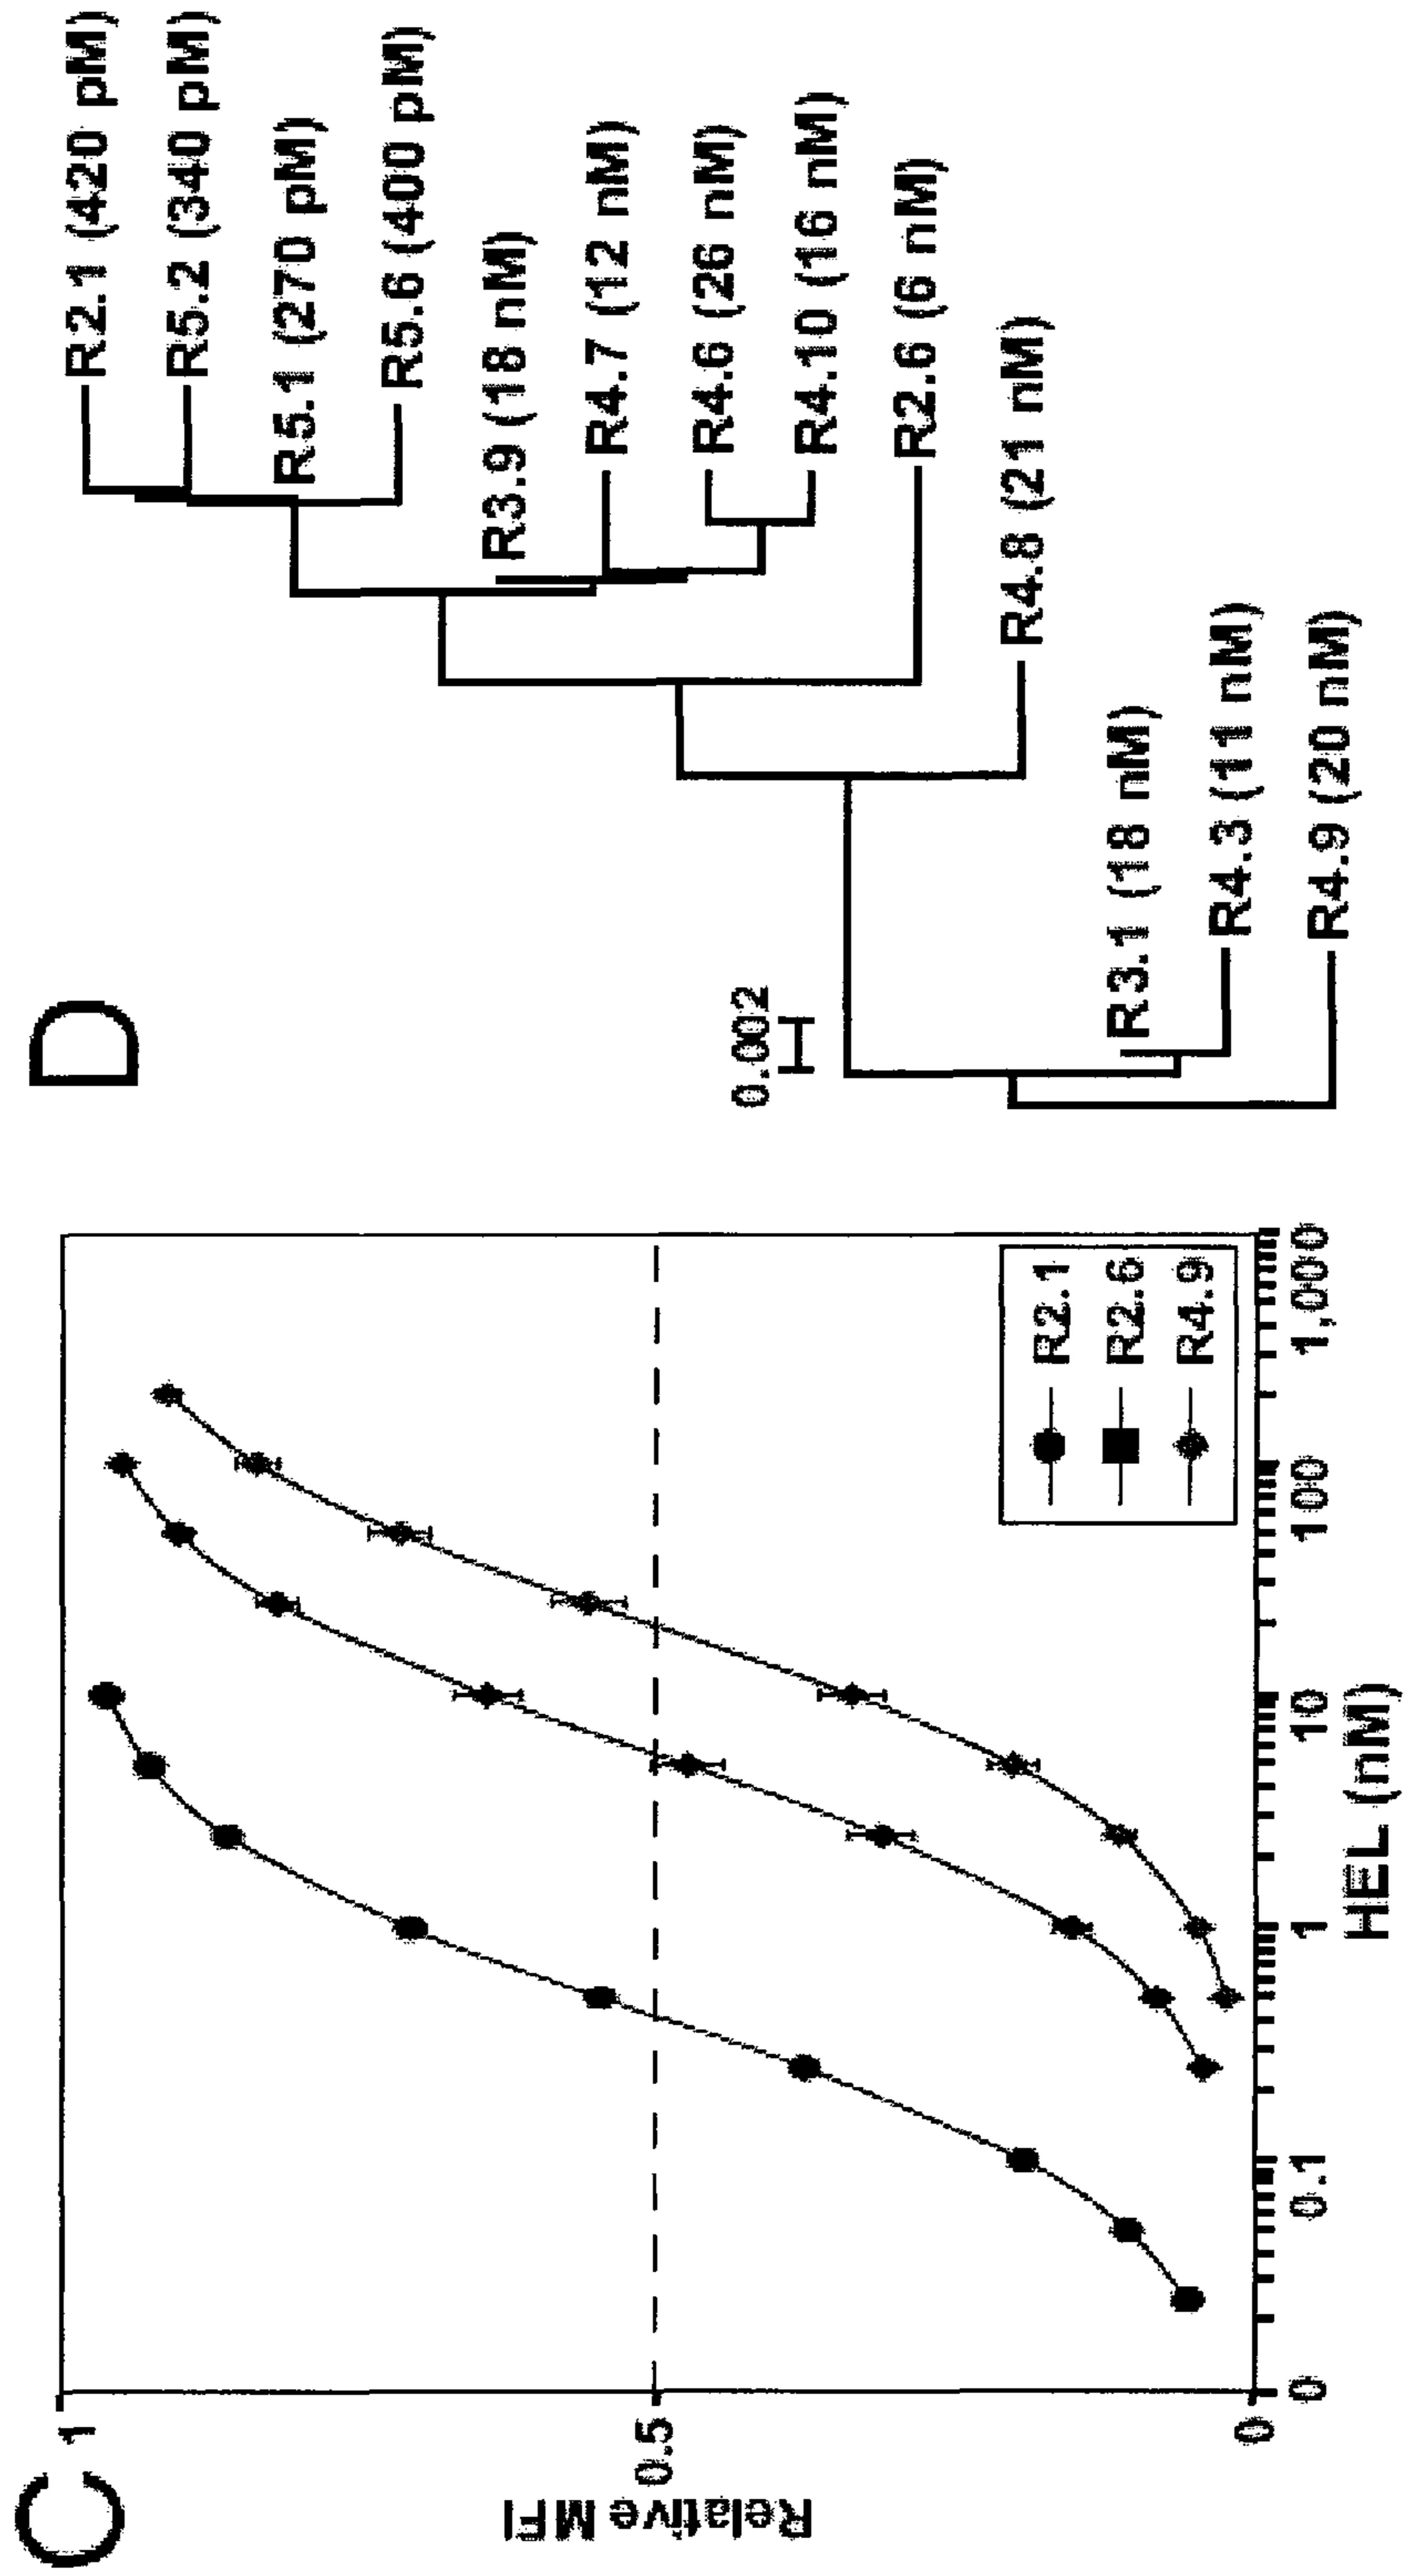 C
Relative MFI
1
0.5
0
0
0.1
1
10
100
1,000
HEL (nM)
R2.1
R2.6
R4.9
D
0.002
R2.1 (420 pM)
R5.2 (340 pM)
R5.1 (270 pM)
R5.6 (400 pM)
R3.9 (18 nM)
R4.7 (12 nM)
R4.6 (26 nM)
R4.10 (16 nM)
R2.6 (6 nM)
R4.8 (21 nM)
R3.1 (18 nM)
R4.3 (11 nM)
R4.9 (20 nM)